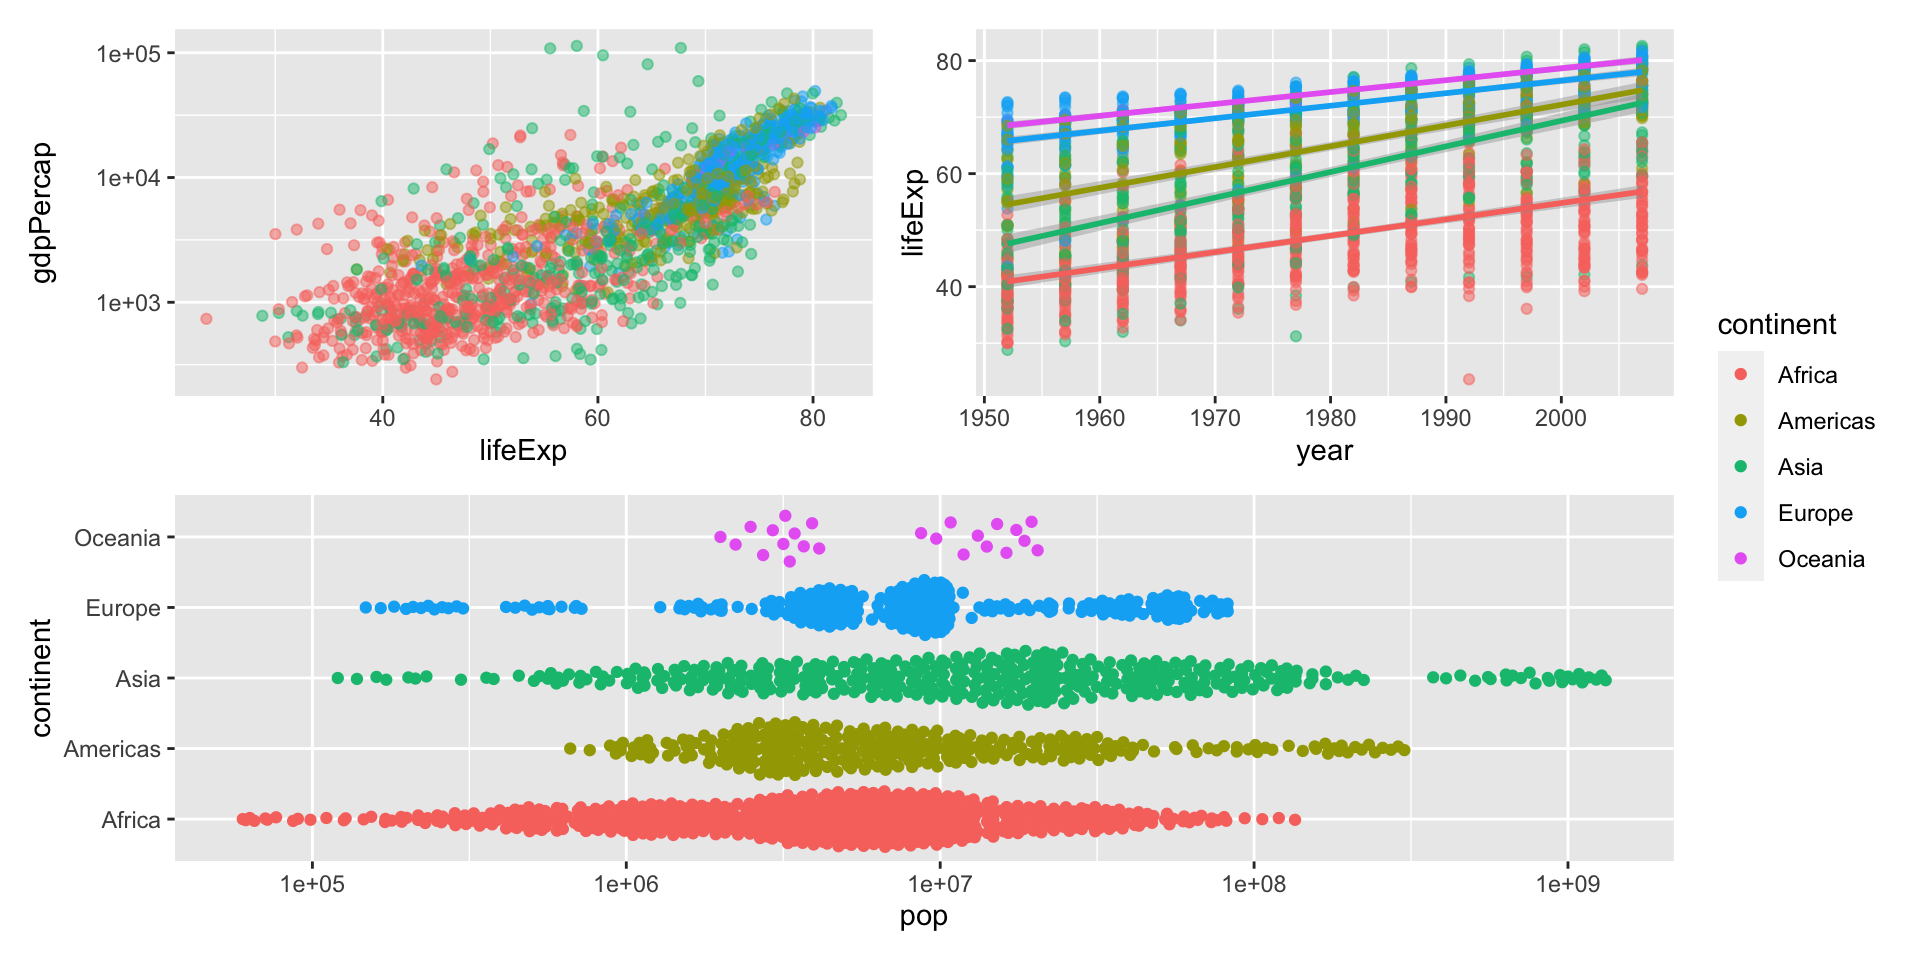 gdpPercap
1e+05
1e+04
1e+03
40 60 80
lifeExp
lifeExp
80
60
40
1950 1960 1970 1980 1990 2000
year
continent
Oceania
Europe
Asia
Americas
Africa
1e+05 1e+06 1e+07 1e+08 1e+09
pop
continent
Africa
Americas
Asia
Europe
Oceania